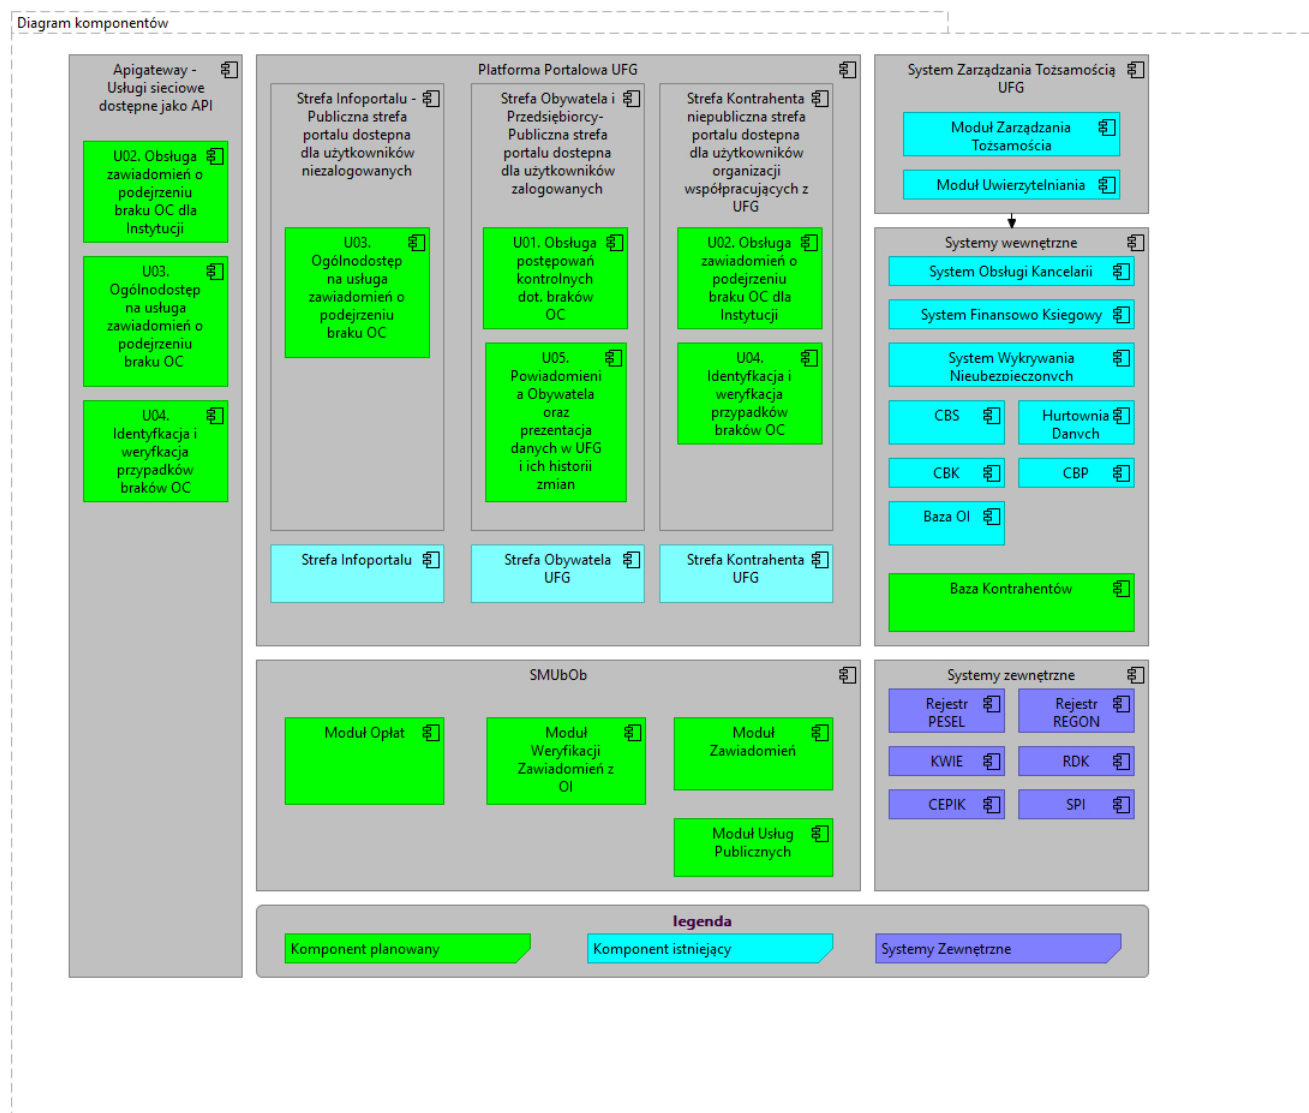 Diagram komponentów
Apigateway -
Usługi sieciowe
dostępne jako API
U02. Obsługa
zawiadomień o
podejrzeniu
braku OC dla
Instytucji
U03.
Ogólnodostęp
na usługa
zawiadomień o
podejrzeniu
braku OC
U04.
Identyfkacja i
weryfkacja
przypadków
braków OC
Platforma Portalowa UFG
Strefa Infoportalu -
Publiczna strefa
portalu dostepna
dla użytkowników
niezalogowanych
U03.
Ogólnodostęp
na usługa
zawiadomień o
podejrzeniu
braku OC
Strefa Obywatela i
Przedsiębiorcy-
Publiczna strefa
portalu dostepna
dla użytkowników
zalogowanych
U01. Obsługa
postępowań
kontrolnych
dot. braków
OC
U05.
Powiadomieni
a Obywatela
oraz
prezentacja
danych w UFG
i ich historii
zmian
Strefa Kontrahenta
niepubliczna strefa
portalu dostepna
dla użytkowników
organizacji
współpracujących z
UFG
U02. Obsługa
zawiadomień o
podejrzeniu
braku OC dla
Instytucji
U04.
Identyfkacja i
weryfkacja
przypadków
braków OC
Strefa Infoportalu
Strefa Obywatela
UFG
Strefa Kontrahenta
UFG
System Zarządzania Tożsamością
UFG
Moduł Zarządzania
Tożsamościa
Moduł Uwierzytelniania
Systemy wewnętrzne
System Obsługi Kancelarii
System Finansowo Ksiegowy
System Wykrywania
Nieubezpieczonych
CBS
Hurtownia
Danych
CBK
CBP
Baza OI
Baza Kontrahentów
SMUbOb
Moduł Opłat
Moduł
Weryfikacji
Zawiadomień z
OI
Moduł
Zawiadomień
Moduł Usług
Publicznych
Systemy zewnętrzne
Rejestr
PESEL
Rejestr
REGON
KWIE
RDK
CEPIK
SPI
legenda
Komponent planowany
Komponent istniejący
Systemy Zewnętrzne